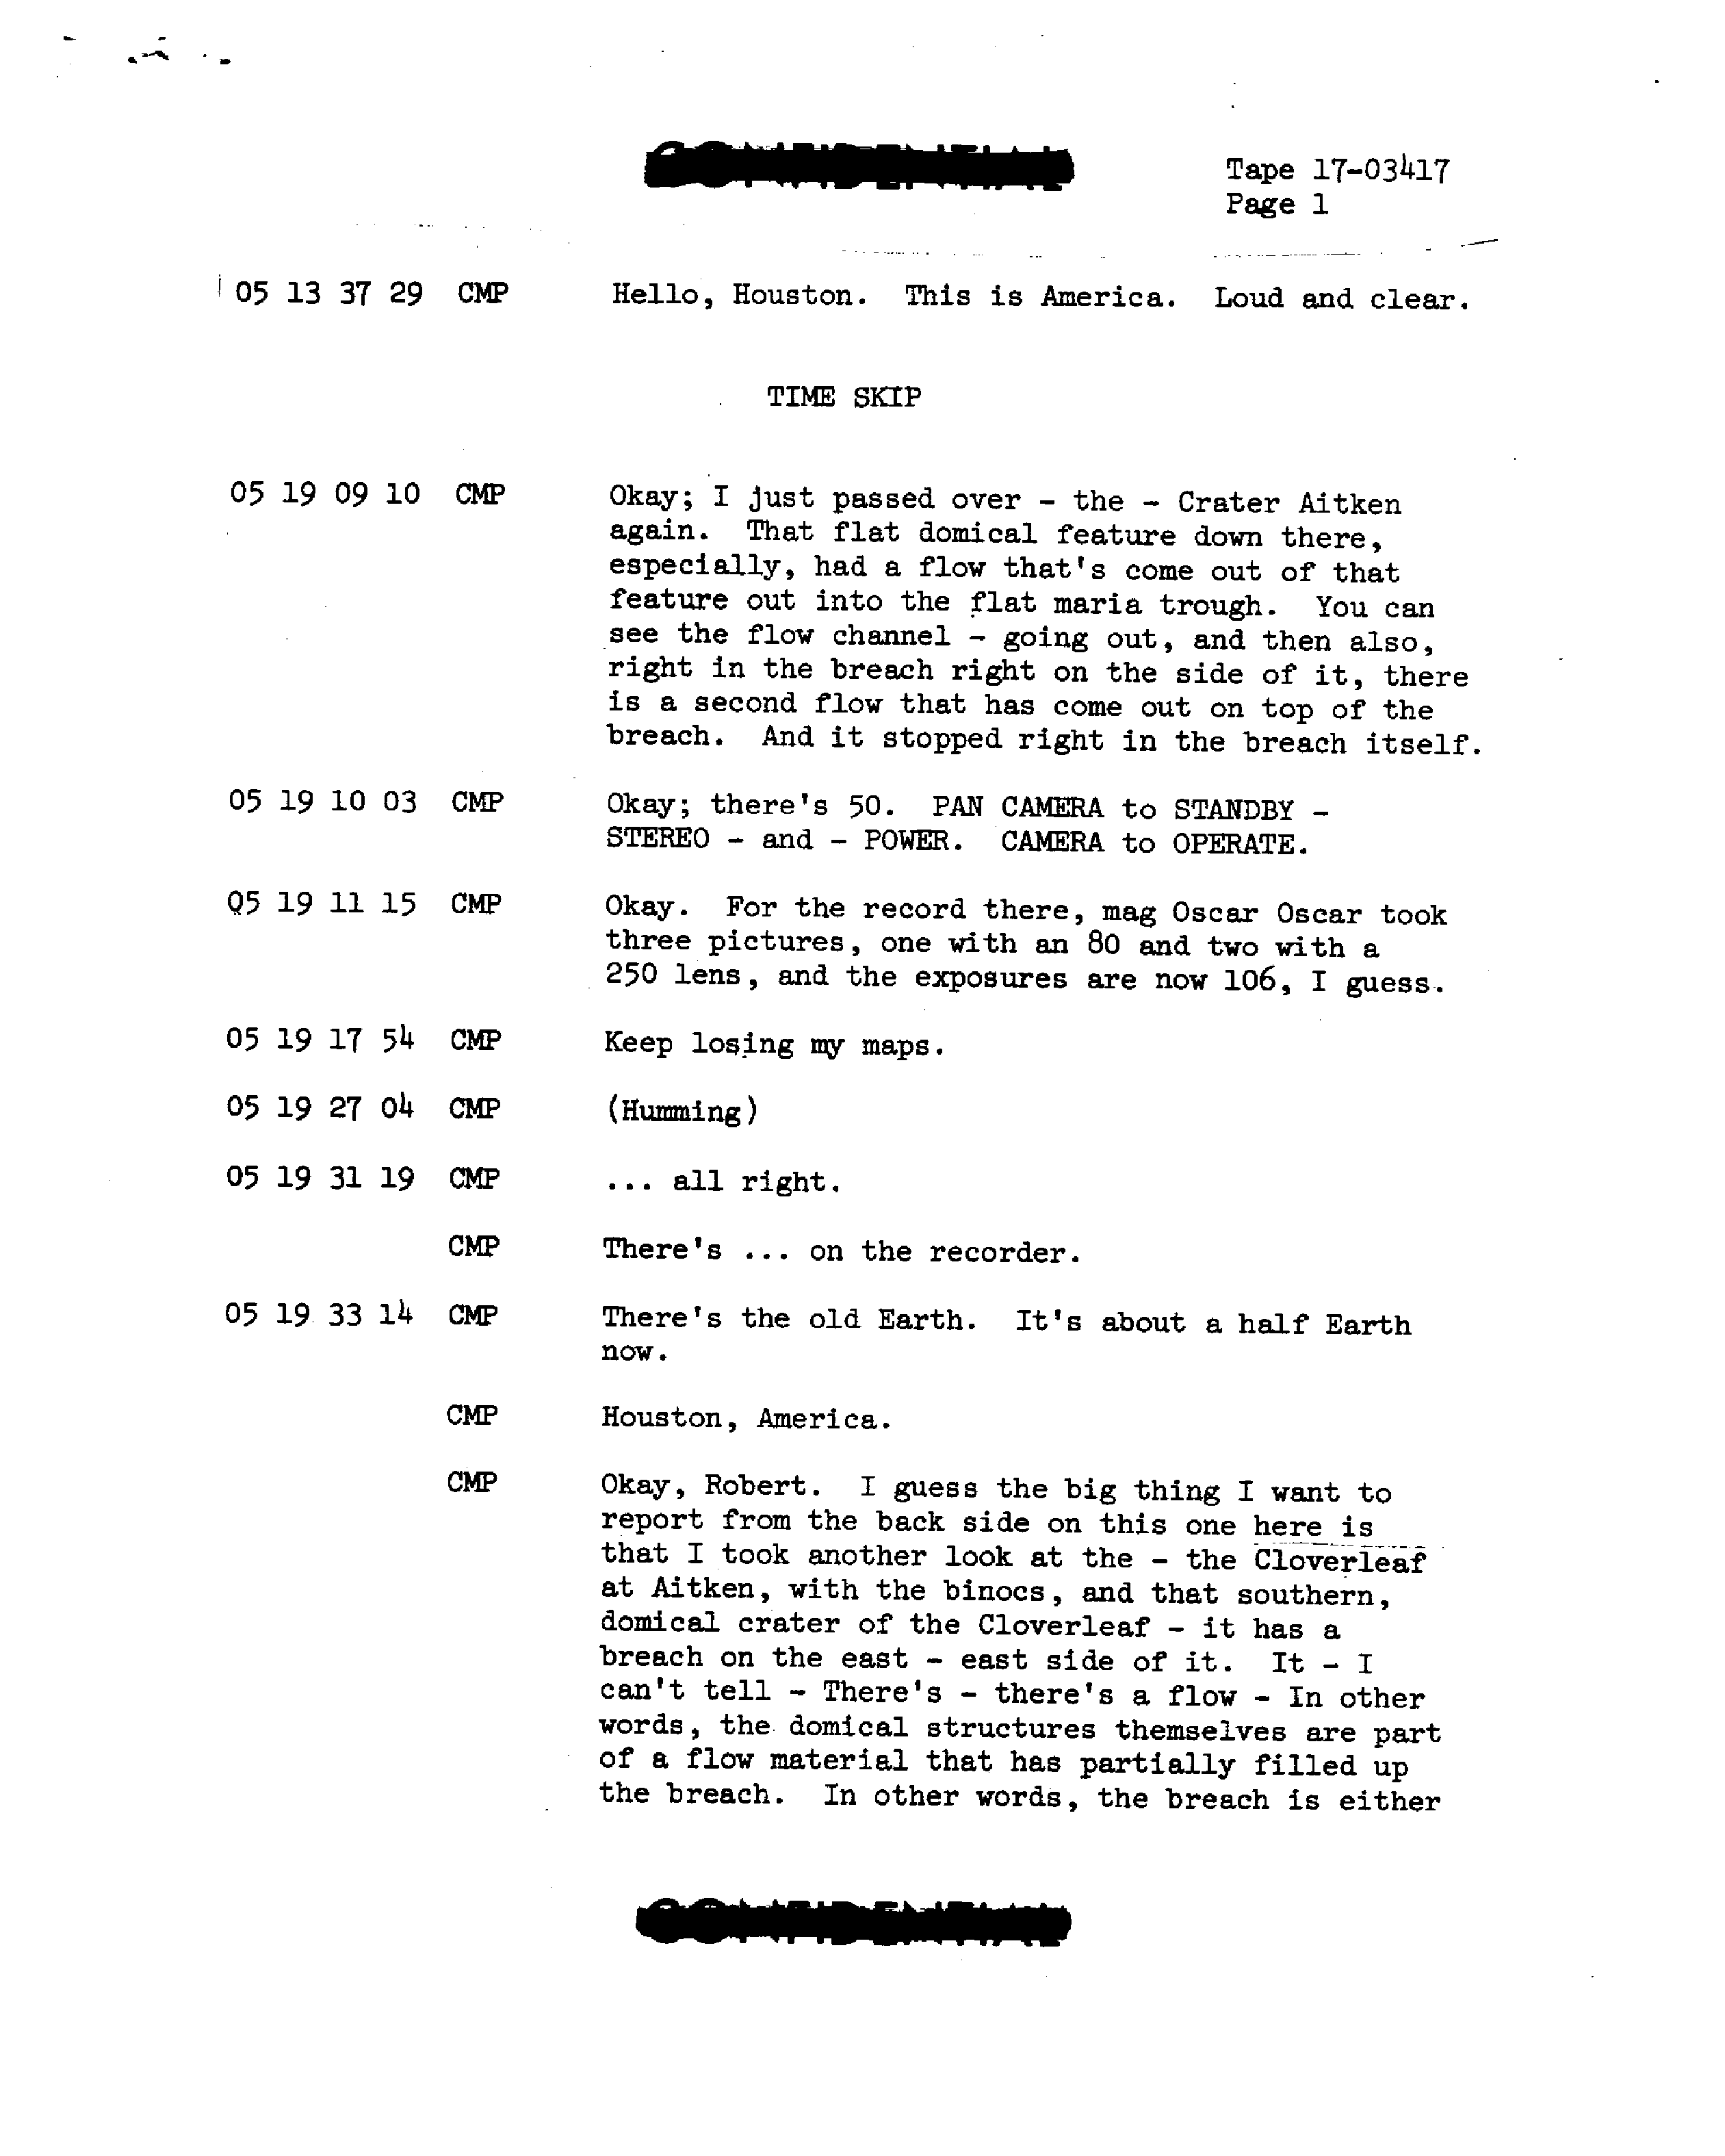 CONFIDENTIAL
Tape 17-03417
Page 1
05 13 37 29 CMP Hello, Houston. This is America. Loud and clear.
TIME SKIP
05 19 09 10 CMP Okay; I just passed over - the - Crater Aitken
again. That flat domical feature down there,
especially, had a flow that's come out of that
feature out into the flat maria trough. You can
see the flow channel - going out, and then also,
right in the breach right on the side of it, there
is a second flow that has come out on top of the
breach. And it stopped right in the breach itself.
05 19 10 03 CMP Okay; there's 50. PAN CAMERA to STANDBY -
STEREO - and - POWER. CAMERA to OPERATE.
05 19 11 15 CMP Okay. For the record there, mag Oscar Oscar took
three pictures, one with an 80 and two with a
250 lens, and the exposures are now 106, I guess.
05 19 17 54 CMP Keep losing my maps.
05 19 27 04 CMP (Humming)
05 19 31 19 CMP ... all right.
CMP There's ... on the recorder.
05 19 33 14 CMP There's the old Earth. It's about a half Earth
now.
CMP Houston, America.
CMP Okay, Robert. I guess the big thing I want to
report from the back side on this one here is
that I took another look at the - the Cloverleaf
at Aitken, with the binocs, and that southern,
domical crater of the Cloverleaf - it has a
breach on the east - east side of it. It - I
can't tell - There's - there's a flow - In other
words, the domical structures themselves are part
of a flow material that has partially filled up
the breach. In other words, the breach is either
CONFIDENTIAL